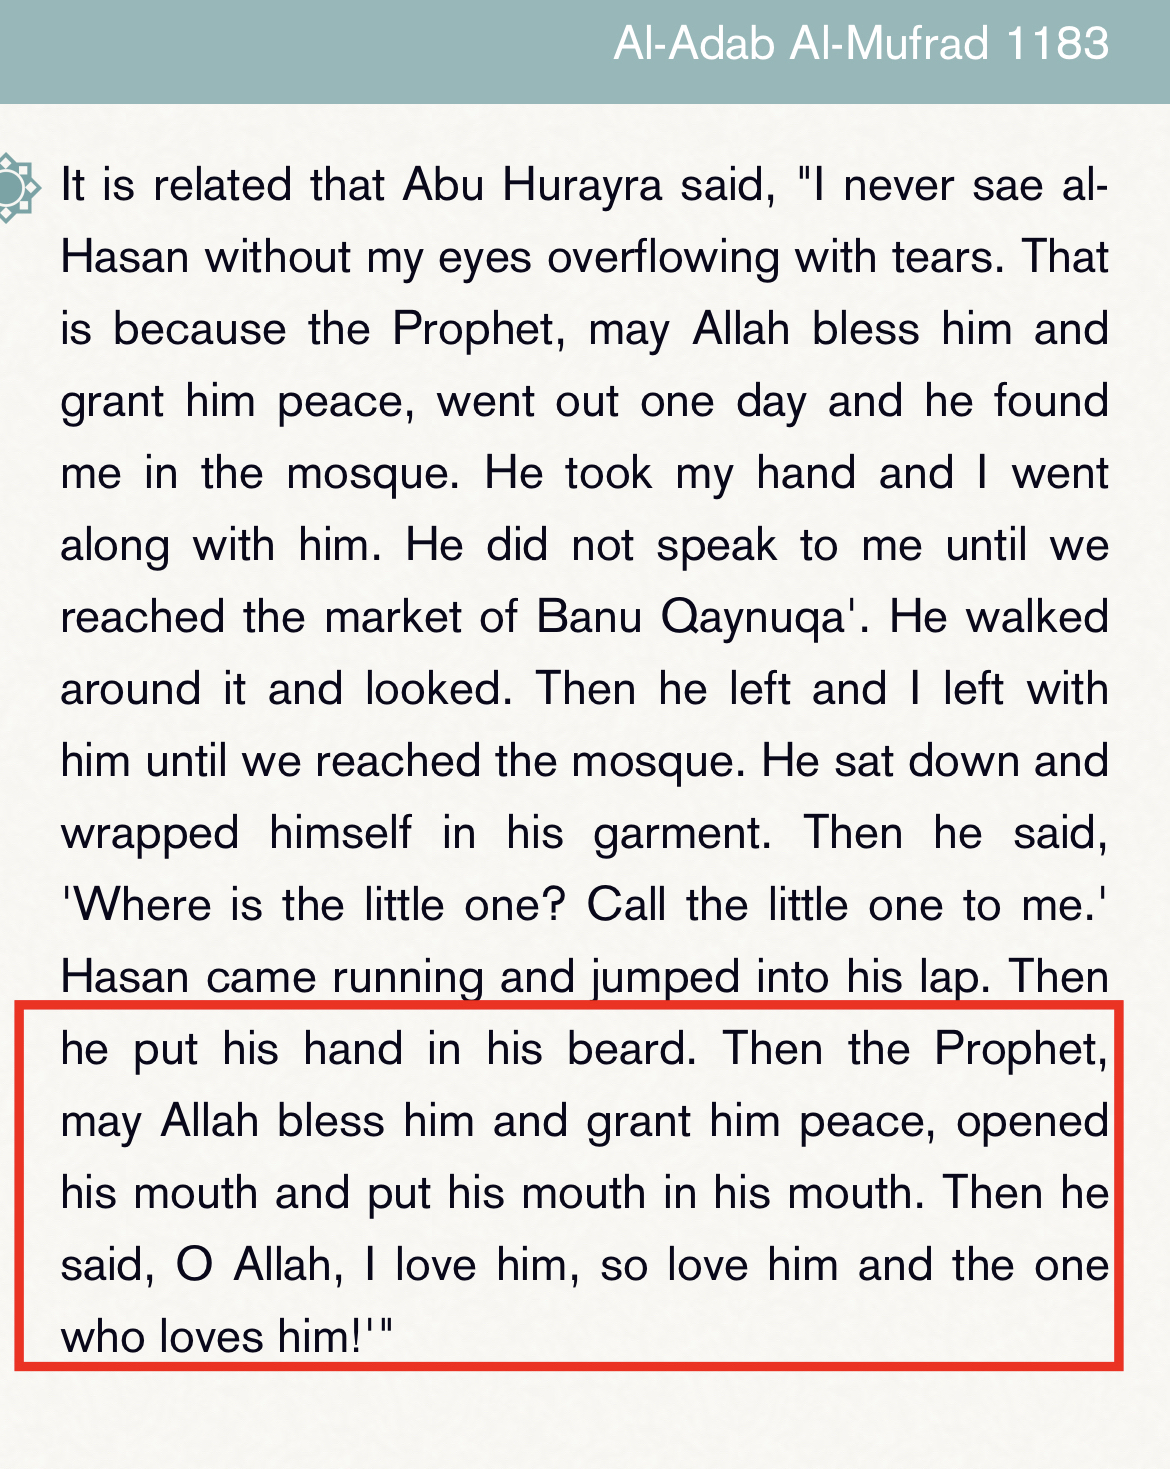 Al-Adab Al-Mufrad 1183
It is related that Abu Hurayra said, "I never sae al-
Hasan without my eyes overflowing with tears. That
is because the Prophet, may Allah bless him and
grant him peace, went out one day and he found
me in the mosque. He took my hand and I went
along with him. He did not speak to me until we
reached the market of Banu Qaynuqa'. He walked
around it and looked. Then he left and I left with
him until we reached the mosque. He sat down and
wrapped himself in his garment. Then he said,
'Where is the little one? Call the little one to me.'
Hasan came running and jumped into his lap. Then
he put his hand in his beard. Then the Prophet,
may Allah bless him and grant him peace, opened
his mouth and put his mouth in his mouth. Then he
said, O Allah, I love him, so love him and the one
who loves him!'"